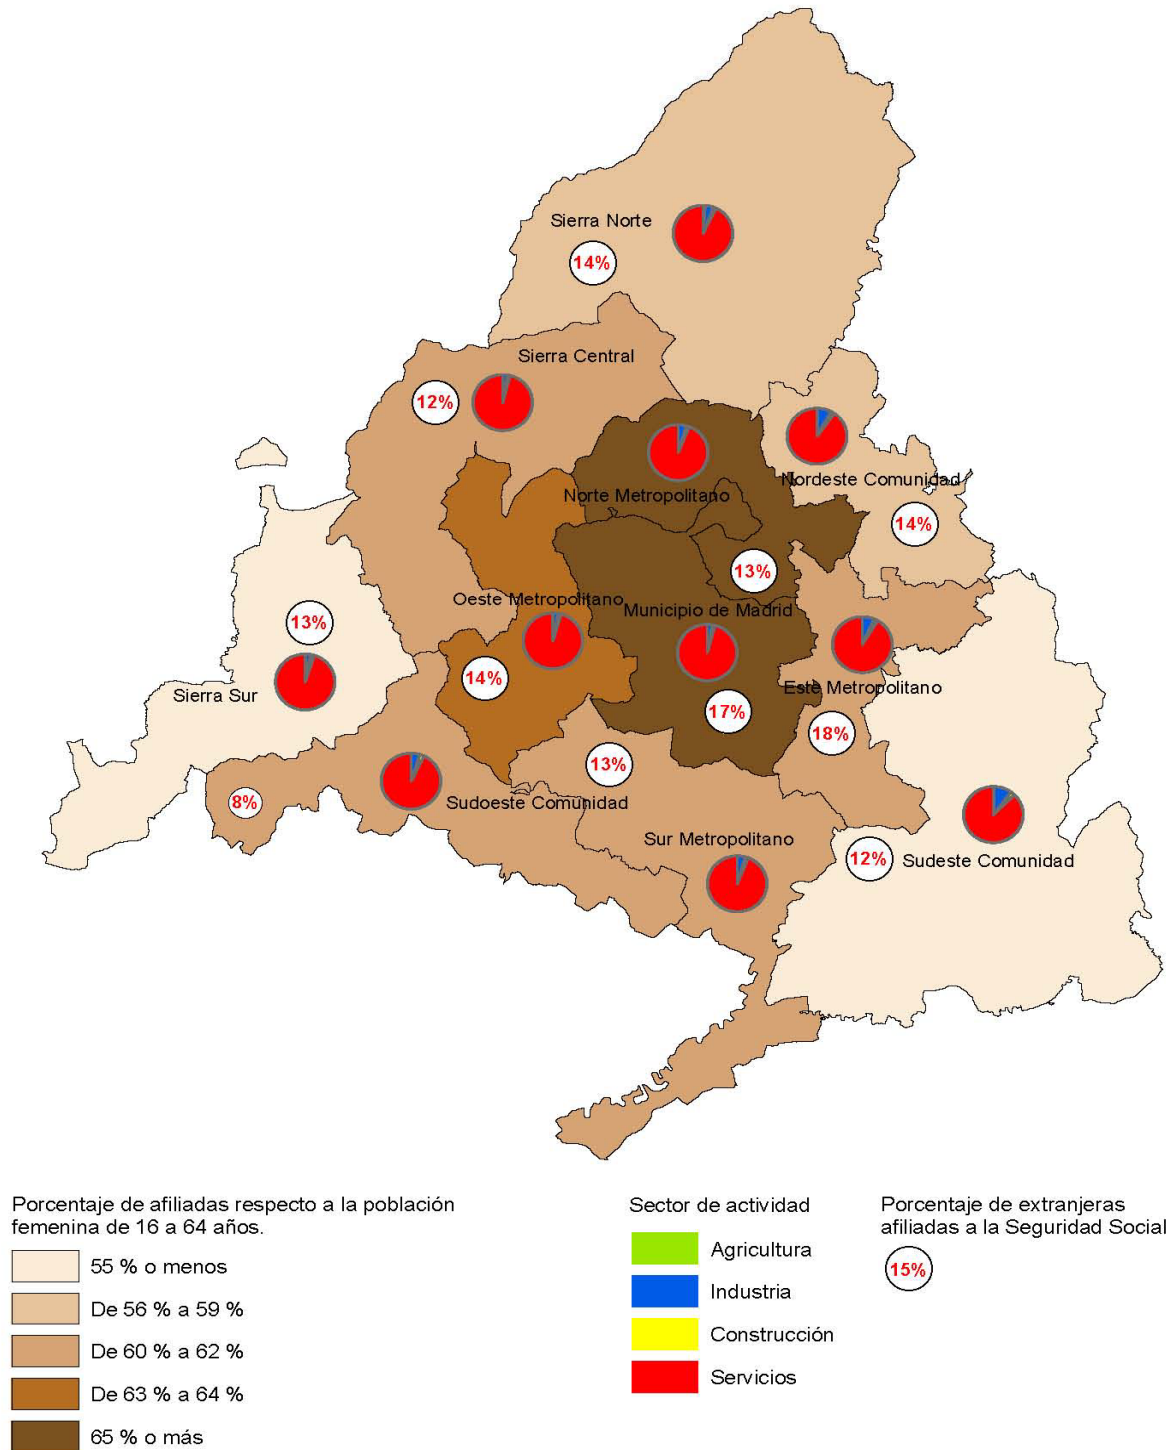 Sierra Norte
14%
Sierra Central
12%
Nordeste Comunidad
14%
Norte Metropolitano
13%
Oeste Metropolitano
14%
Municipio de Madrid
17%
13%
Sierra Sur
Este Metropolitano
18%
13%
8%
Sudoeste Comunidad
Sur Metropolitano
12%
Sudeste Comunidad
Porcentaje de afiliadas respecto a la población
femenina de 16 a 64 años.
55 % o menos
De 56 % a 59 %
De 60 % a 62 %
De 63 % a 64 %
65 % o más
Sector de actividad
Agricultura
Industria
Construcción
Servicios
Porcentaje de extranjeras
afiliadas a la Seguridad Social
15%